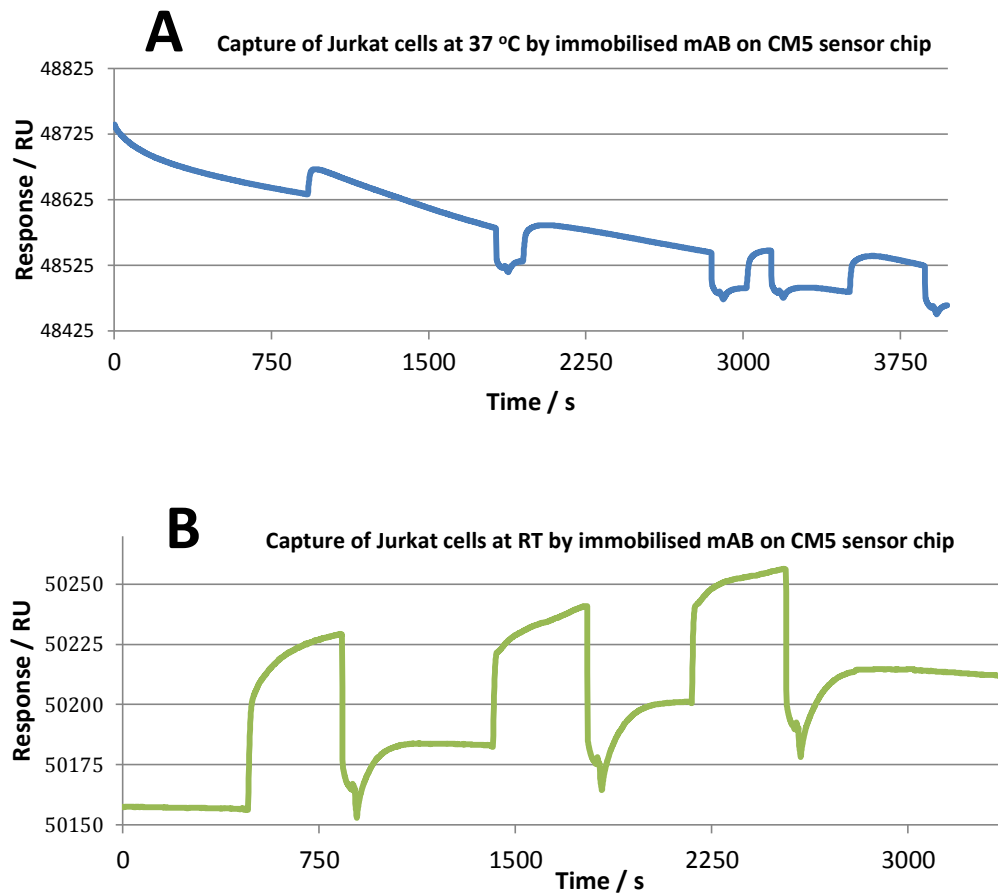 A
Capture of Jurkat cells at 37 ºC by immobilised mAB on CM5 sensor chip
Response / RU
48825
48725
48625
48525
48425
0 750 1500 2250 3000 3750
Time / s
B
Capture of Jurkat cells at RT by immobilised mAB on CM5 sensor chip
Response / RU
50250
50225
50200
50175
50150
0 750 1500 2250 3000
Time / s